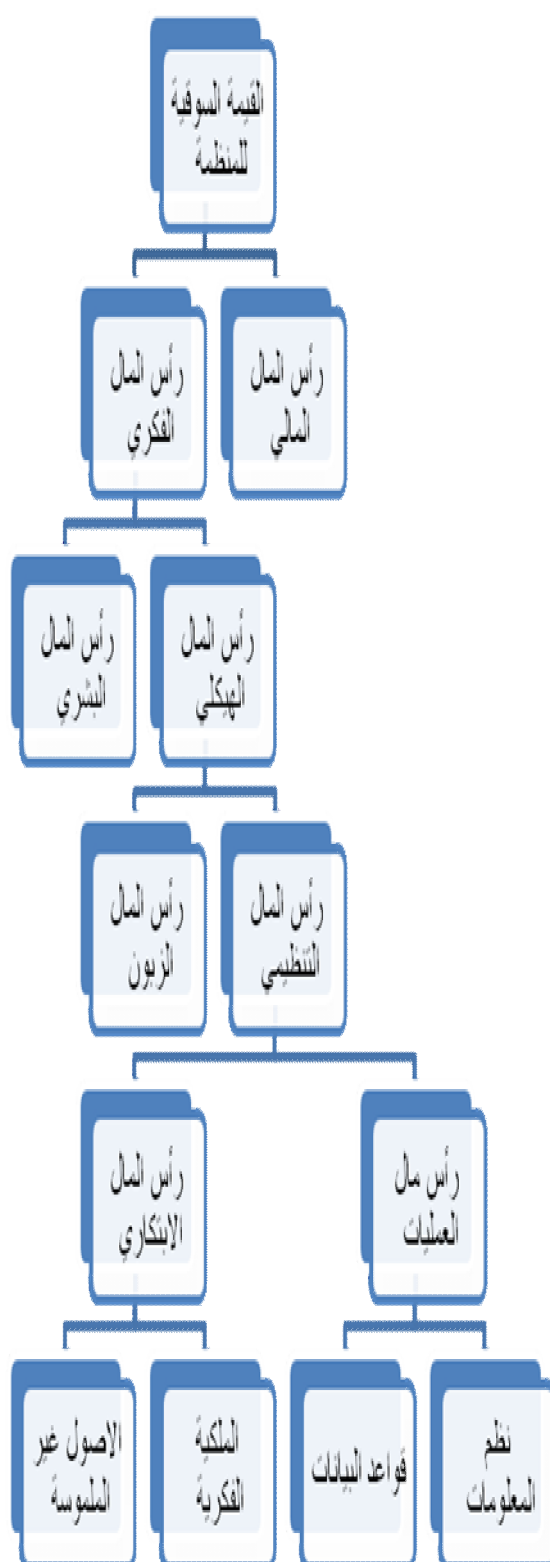 القيمة السوقية
للمنظمة
رأس المال
المالي
رأس المال
الفكري
رأس المال
الهيكلي
رأس المال
البشري
رأس المال
التنظيمي
رأس المال
الزبون
رأس مال
العمليات
رأس المال
الابتكاري
نظم
المعلومات
قواعد البيانات
الملكية
الفكرية
الاصول غير
الملموسة